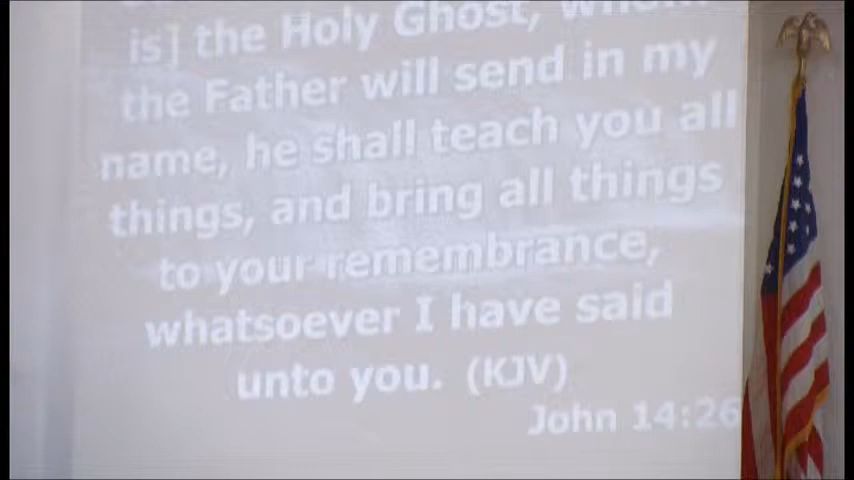 is] the Holy Ghost, whom
the Father will send in my
name, he shall teach you all
things, and bring all things
to your remembrance,
whatsoever I have said
unto you. (KJV)
John 14:26